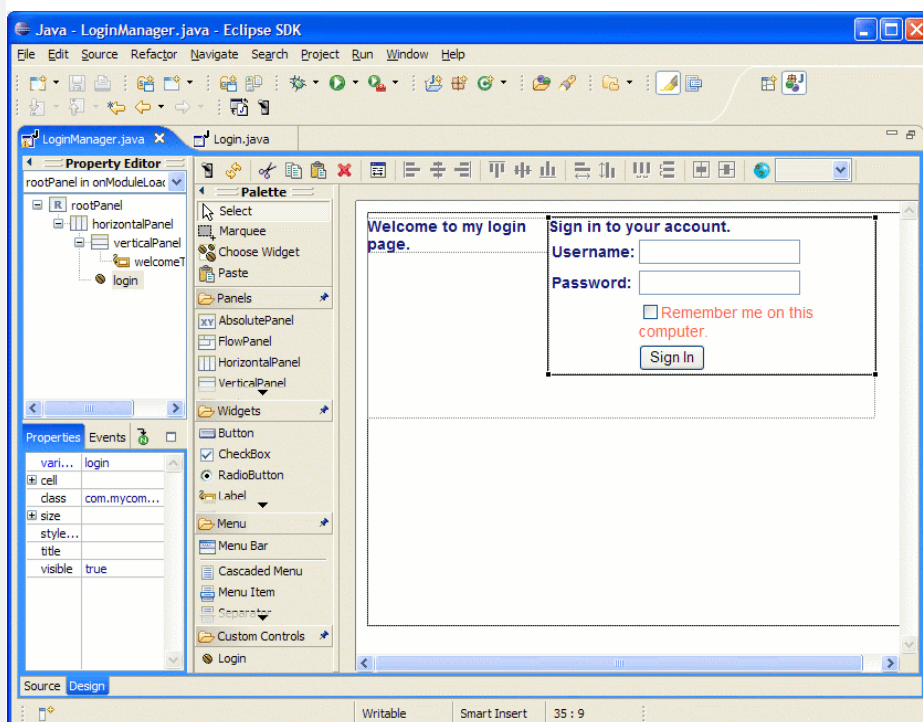 Java - LoginManager.java - Eclipse SDK
File Edit Source Refactor Navigate Search Project Run Window Help
LoginManager.java Login.java
Property Editor
rootPanel in onModuleLoad
rootPanel
horizontalPanel
verticalPanel
welcomeT
login
Properties Events
vari... login
cell
class com.mycom...
size
style...
title
visible true
Palette
Select
Marquee
Choose Widget
Paste
Panels
XY AbsolutePanel
FlowPanel
HorizontalPanel
VerticalPanel
Widgets
Button
CheckBox
RadioButton
Label
Menu
Menu Bar
Cascaded Menu
Menu Item
Separator
Custom Controls
Login
Welcome to my login
page.
Sign in to your account.
Username:
Password:
Remember me on this
computer.
Sign In
Source Design
Writable Smart Insert 35 : 9